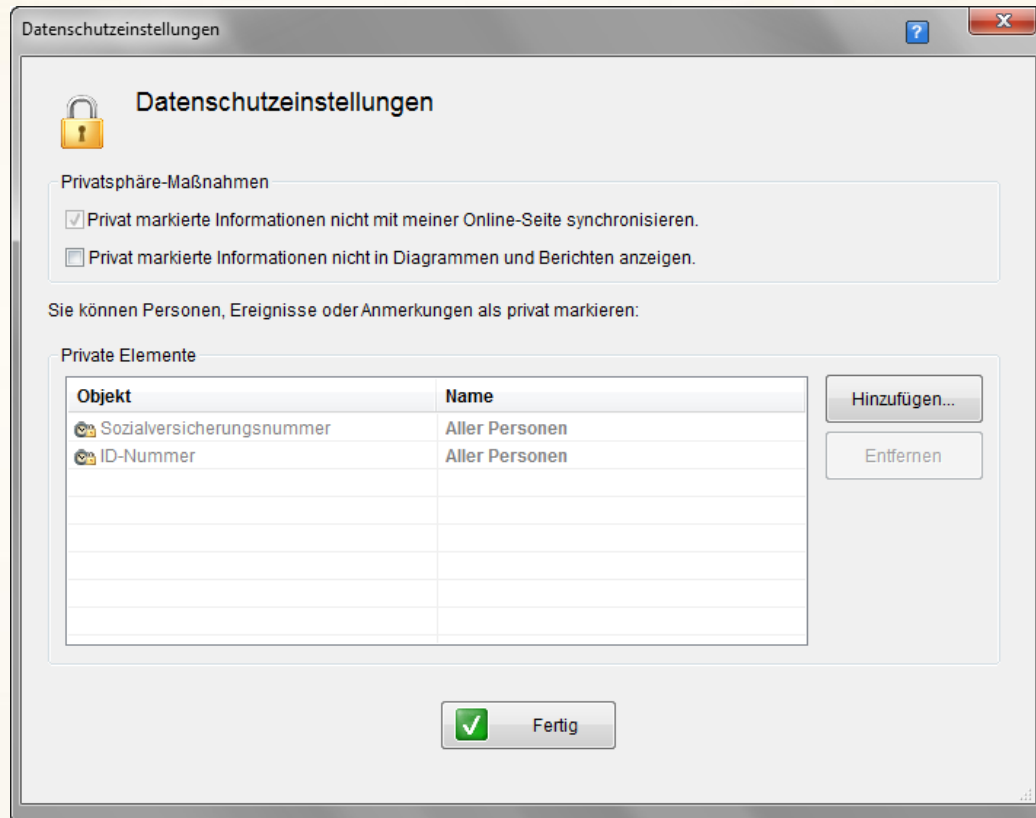 Datenschutzeinstellungen
?
X
Datenschutzeinstellungen
Privatsphäre-Maßnahmen
Privat markierte Informationen nicht mit meiner Online-Seite synchronisieren.
Privat markierte Informationen nicht in Diagrammen und Berichten anzeigen.
Sie können Personen, Ereignisse oder Anmerkungen als privat markieren:
Private Elemente
Objekt Name
Sozialversicherungsnummer Aller Personen
ID-Nummer Aller Personen
Hinzufügen...
Entfernen
Fertig